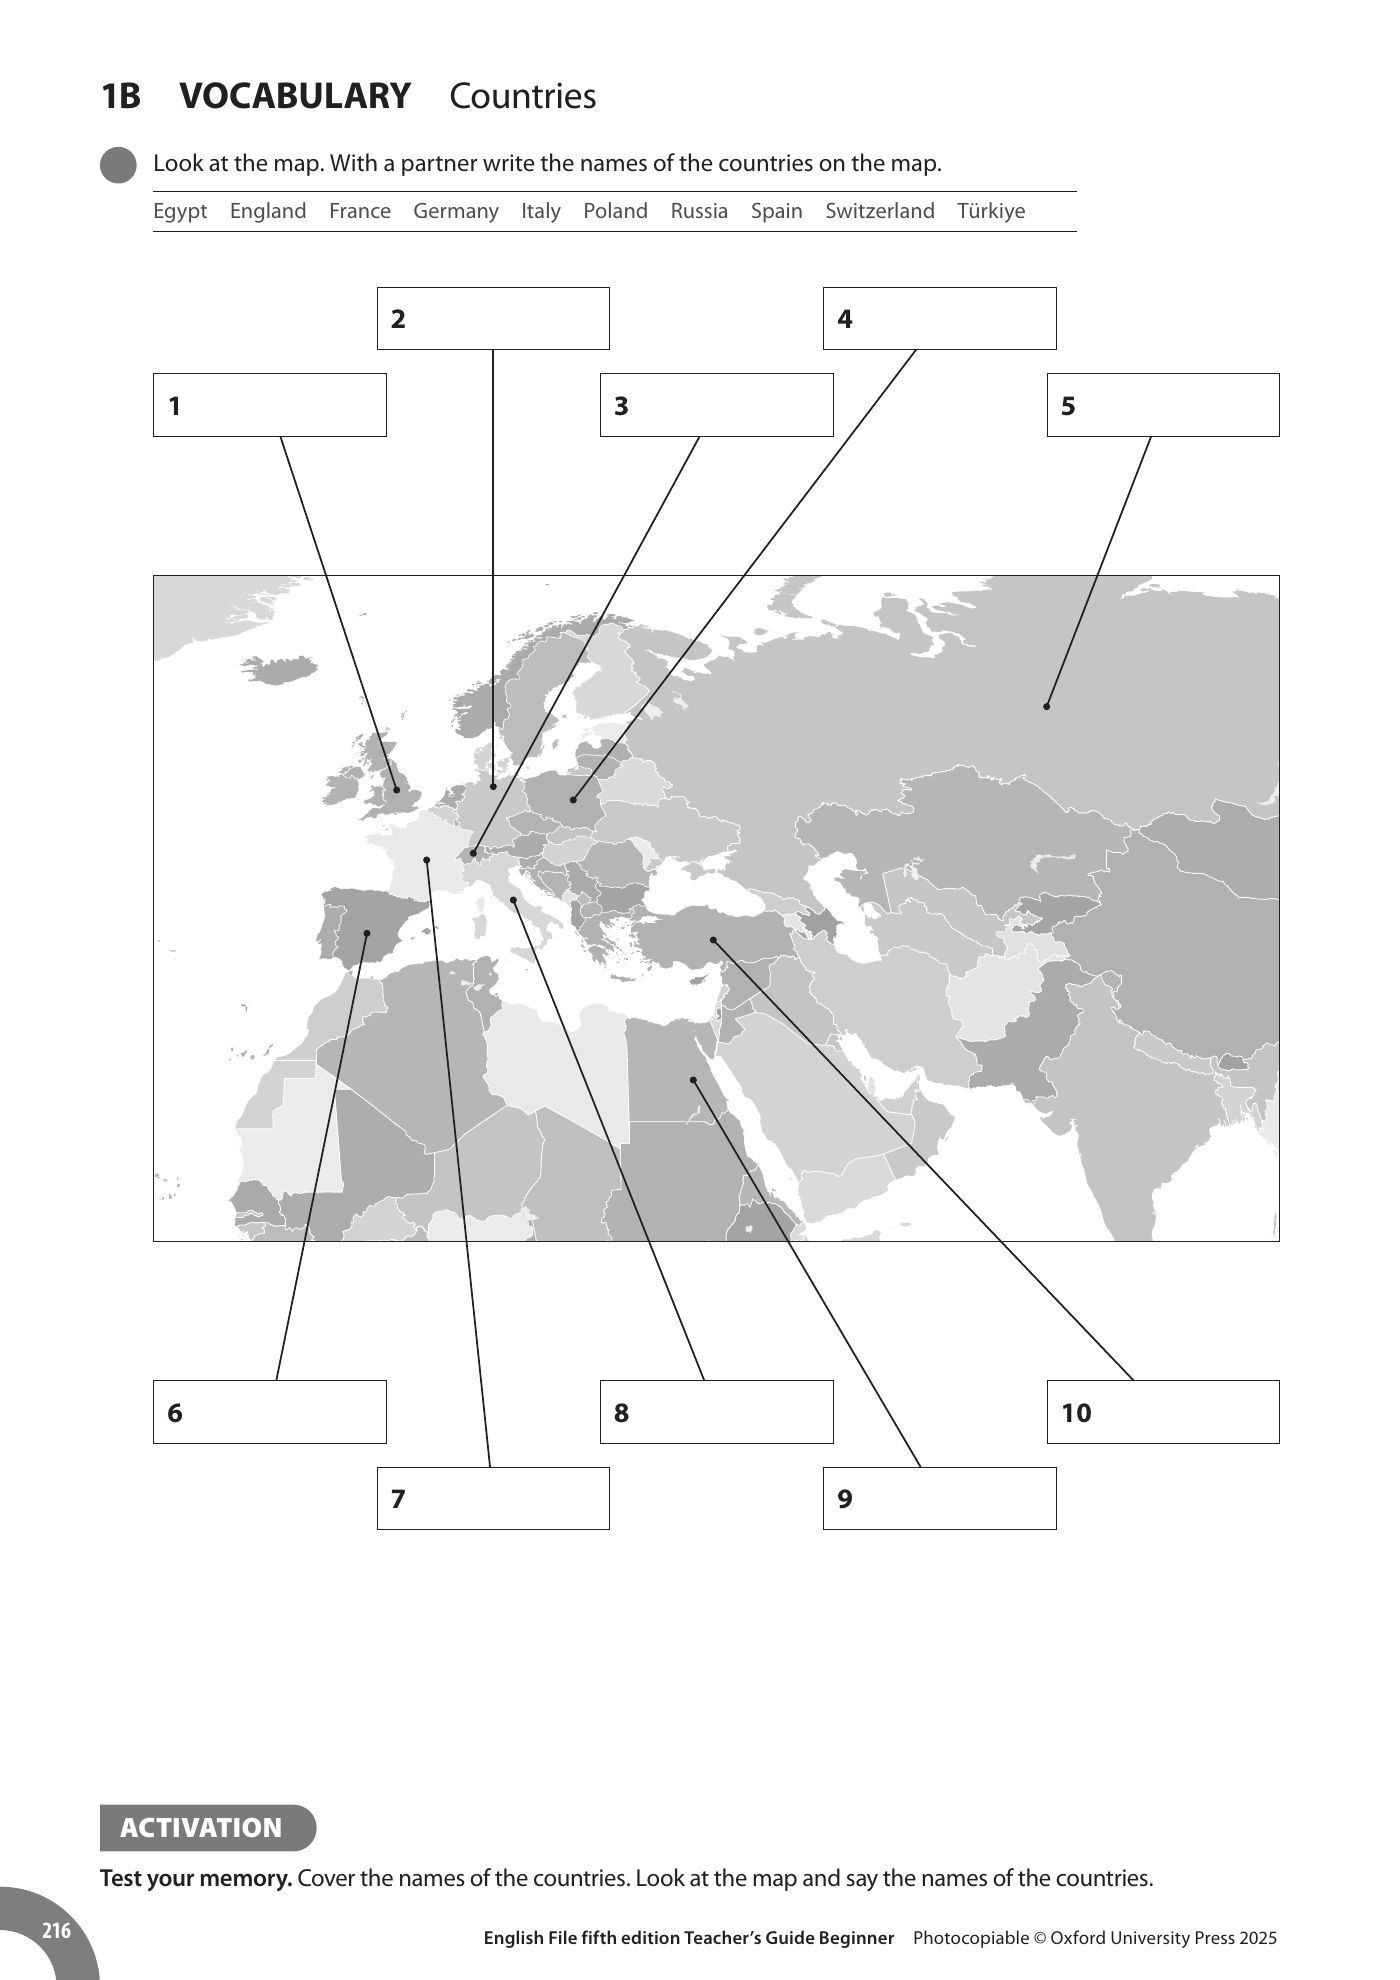 1B VOCABULARY Countries
Look at the map. With a partner write the names of the countries on the map.
Egypt England France Germany Italy Poland Russia Spain Switzerland Türkiye
2
4
1
3
5
6
8
10
7
9
ACTIVATION
Test your memory. Cover the names of the countries. Look at the map and say the names of the countries.
216
English File fifth edition Teacher's Guide Beginner Photocopiable © Oxford University Press 2025